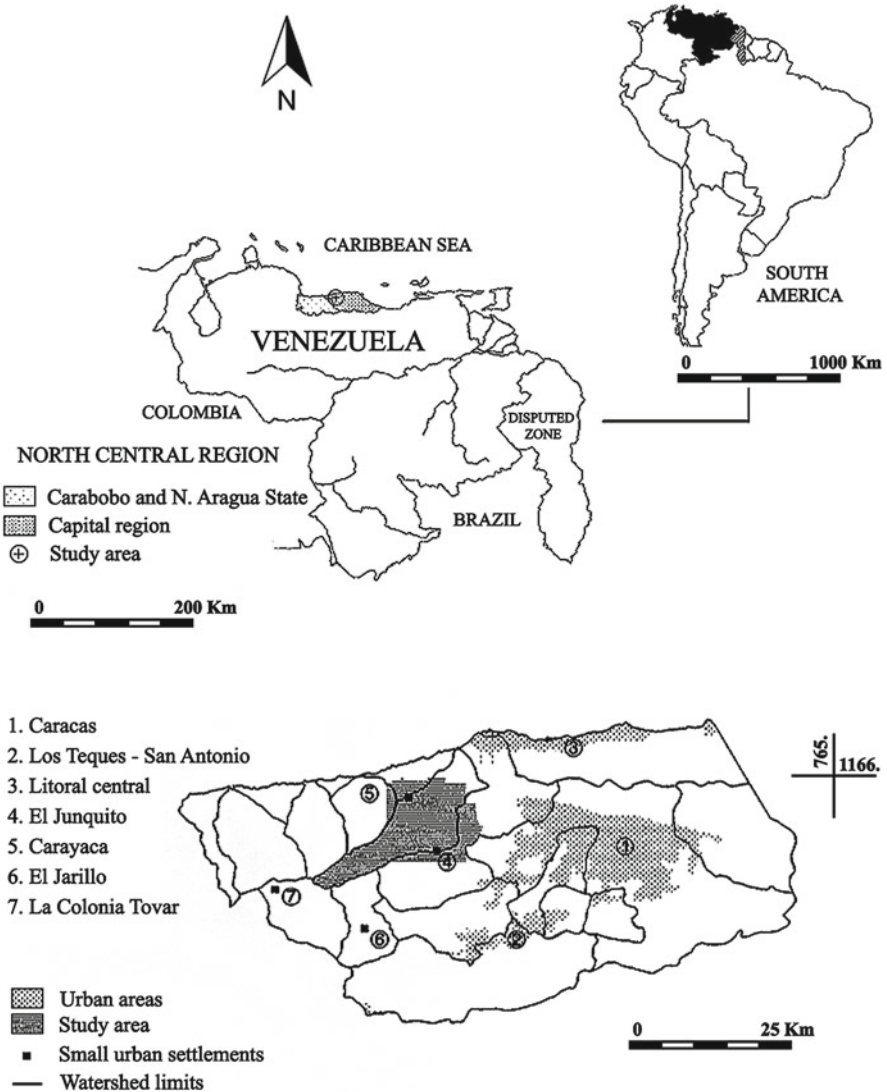 N
CARIBBEAN SEA
VENEZUELA
COLOMBIA
DISPUTED
ZONE
BRAZIL
SOUTH
AMERICA
0 1000 Km
NORTH CENTRAL REGION
Carabobo and N. Aragua State
Capital region
Study area
0 200 Km
1. Caracas
2. Los Teques - San Antonio
3. Litoral central
4. El Junquito
5. Carayaca
6. El Jarillo
7. La Colonia Tovar
3
5
1
4
7
6
2
765.
1166.
Urban areas
Study area
Small urban settlements
Watershed limits
0 25 Km